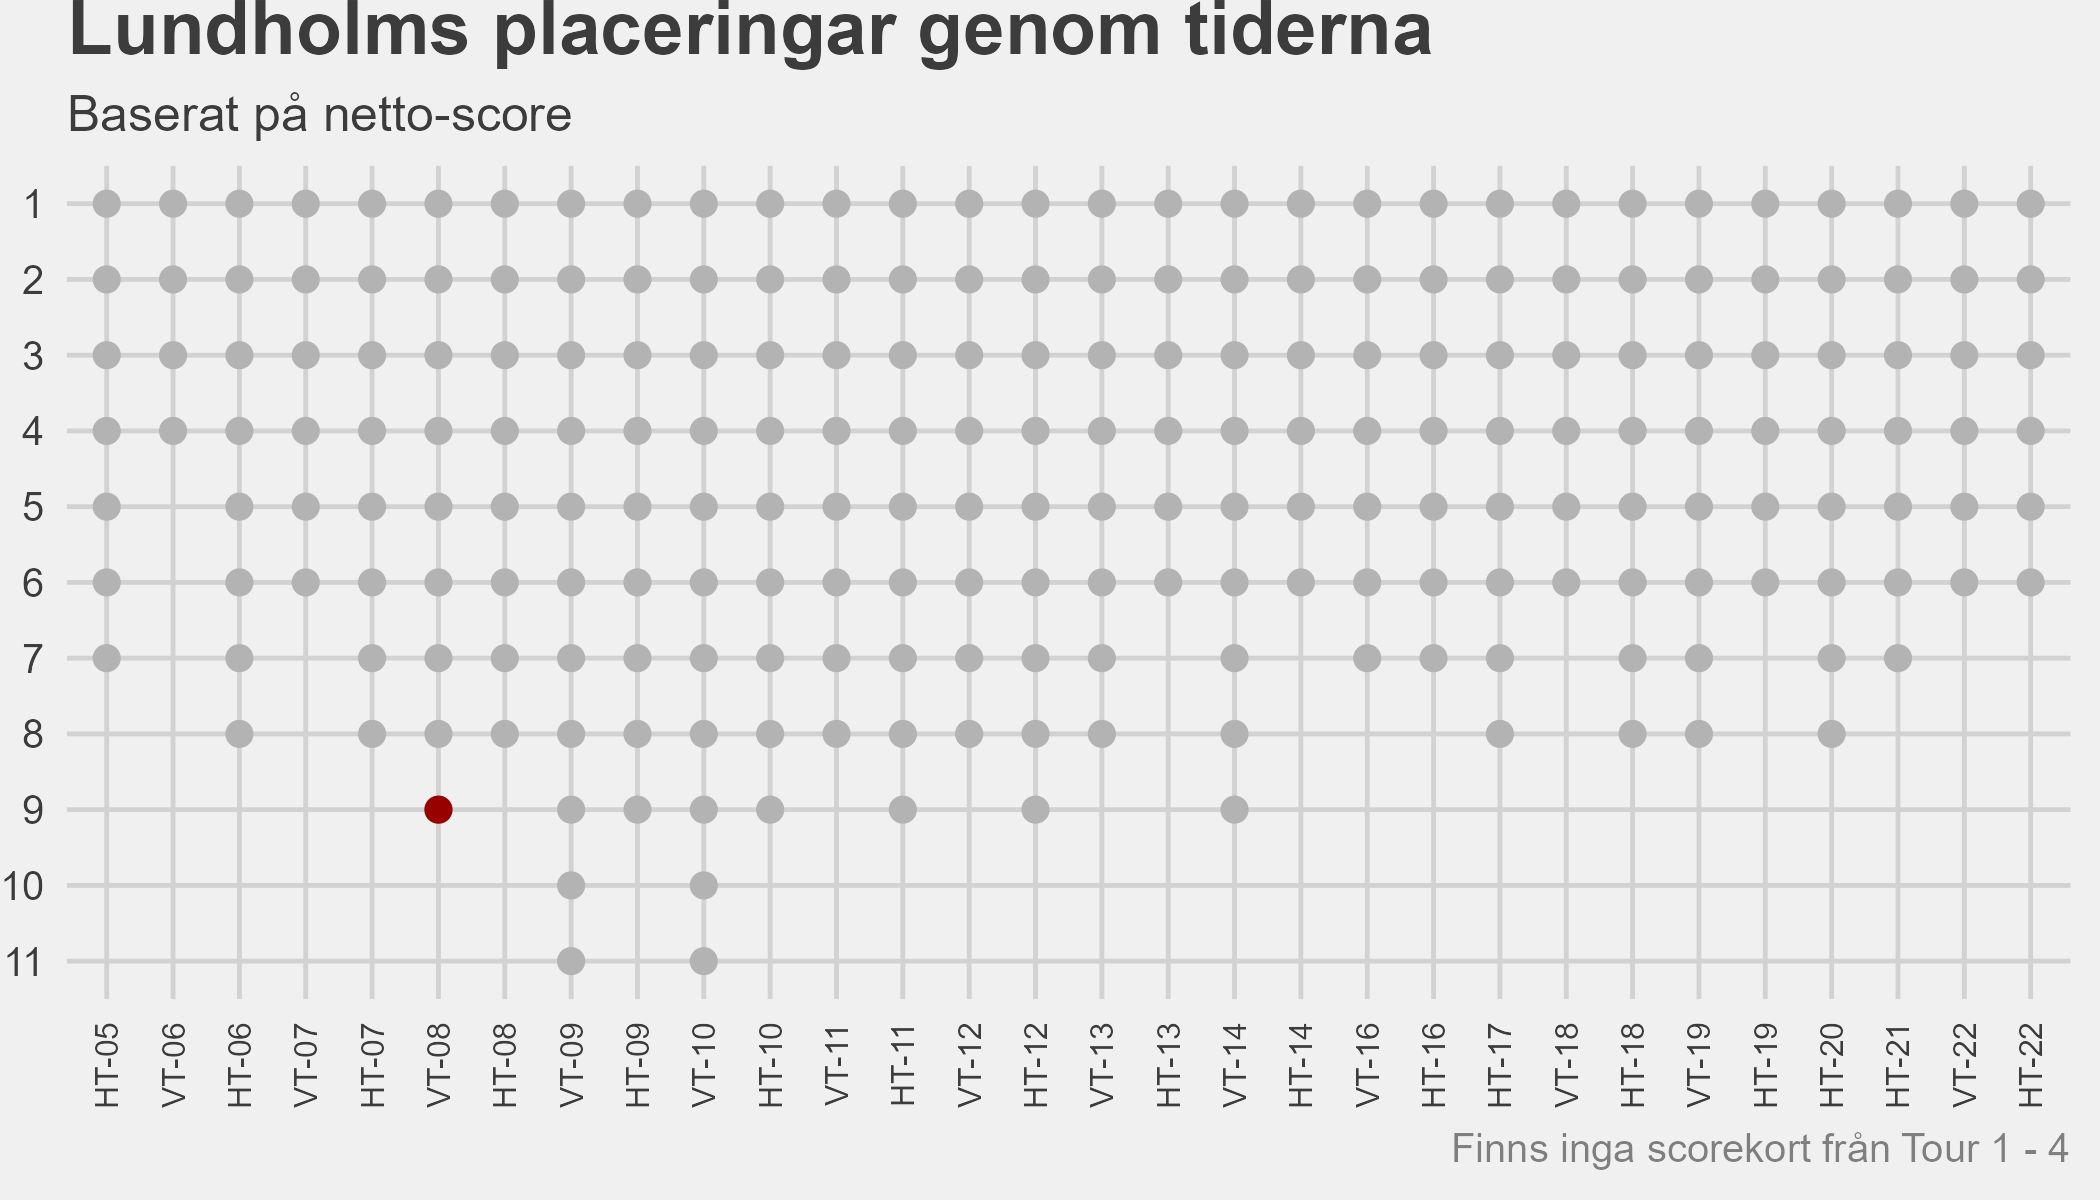 Lundholms placeringar genom tiderna
Baserat på netto-score
1
2
3
4
5
6
7
8
9
10
11
HT-05
VT-06
HT-06
VT-07
HT-07
VT-08
HT-08
VT-09
HT-09
VT-10
HT-10
VT-11
HT-11
VT-12
HT-12
VT-13
HT-13
VT-14
HT-14
VT-16
HT-16
HT-17
VT-18
HT-18
VT-19
HT-19
HT-20
HT-21
VT-22
HT-22
Finns inga scorekort från Tour 1 - 4